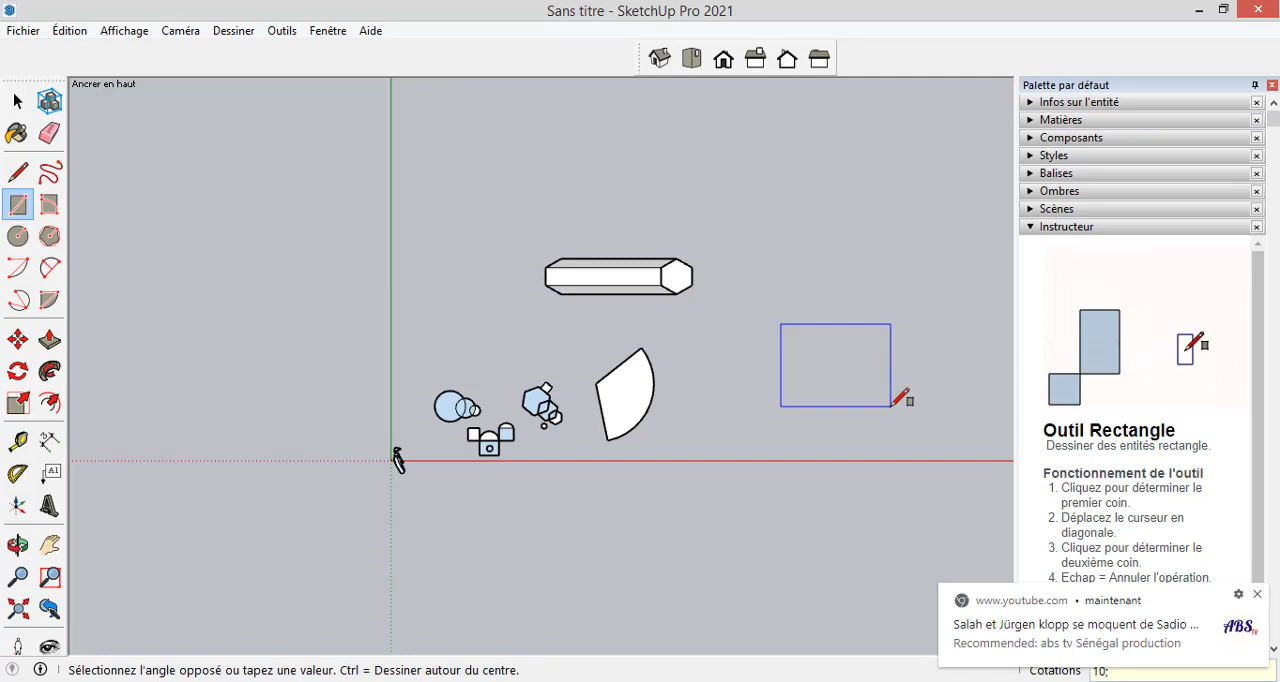 Sans titre - SketchUp Pro 2021
Fichier Édition Affichage Caméra Dessiner Outils Fenêtre Aide
Ancrer en haut
Palette par défaut
Infos sur l'entité
Matières
Composants
Styles
Balises
Ombres
Scènes
Instructeur
A1
Outil Rectangle
Dessiner des entités rectangle.
Fonctionnement de l'outil
1. Cliquez pour déterminer le
premier coin.
2. Déplacez le curseur en
diagonale.
3. Cliquez pour déterminer le
deuxième coin.
4. Echap = Annuler l'opération.
www.youtube.com • maintenant
Salah et Jürgen klopp se moquent de Sadio ...
Recommended: abs tv Sénégal production
ABS
TV
Sélectionnez l'angle opposé ou tapez une valeur. Ctrl = Dessiner autour du centre.
Cotations 10;